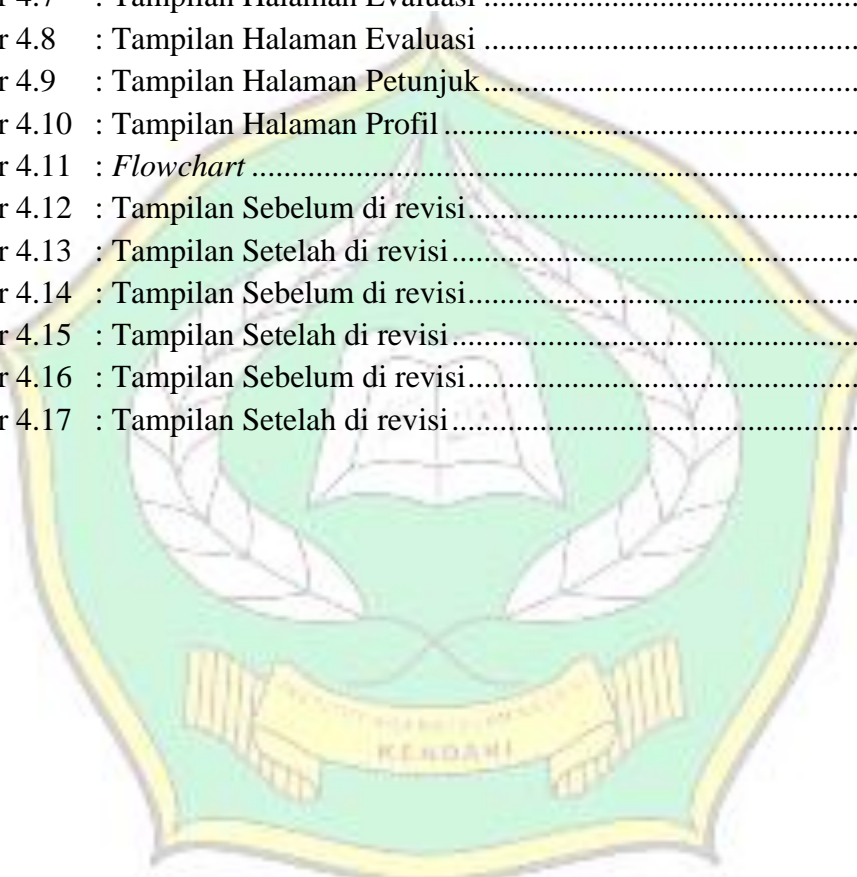 r 4.7 : Tampilan Halaman Evaluasi ..........................................................
r 4.8 : Tampilan Halaman Evaluasi ..........................................................
r 4.9 : Tampilan Halaman Petunjuk ..........................................................
r 4.10 : Tampilan Halaman Profil ..........................................................
r 4.11 : Flowchart ..........................................................
r 4.12 : Tampilan Sebelum di revisi ..........................................................
r 4.13 : Tampilan Setelah di revisi ..........................................................
r 4.14 : Tampilan Sebelum di revisi ..........................................................
r 4.15 : Tampilan Setelah di revisi ..........................................................
r 4.16 : Tampilan Sebelum di revisi ..........................................................
r 4.17 : Tampilan Setelah di revisi ..........................................................
KENDARI